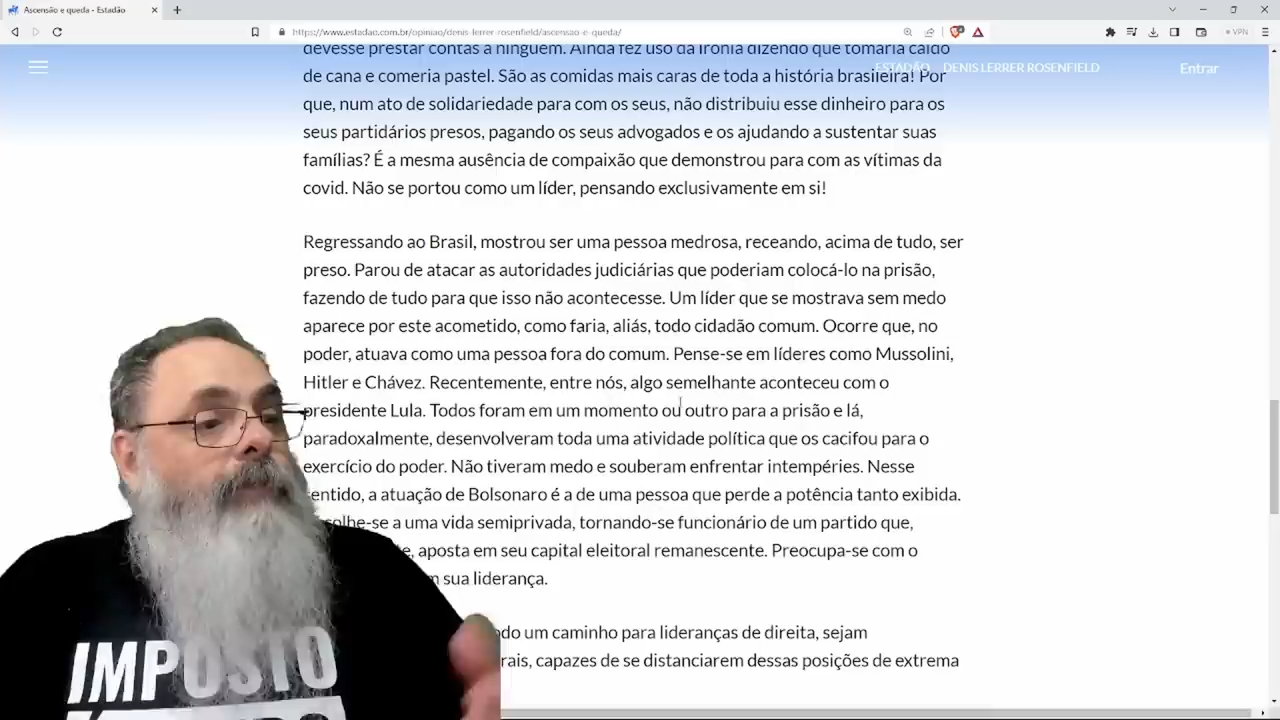 Ascensão e queda - Estadão
https://www.estadao.com.br/opiniao/denis-lerrer-rosenfield/ascensao-e-queda/
VPN
ESTADÃO DENIS LERRER ROSENFIELD
Entrar
devesse prestar contas a ninguém. Ainda fez uso da ironia dizendo que tomaria caldo
de cana e comeria pastel. São as comidas mais caras de toda a história brasileira! Por
que, num ato de solidariedade para com os seus, não distribuiu esse dinheiro para os
seus partidários presos, pagando os seus advogados e os ajudando a sustentar suas
famílias? É a mesma ausência de compaixão que demonstrou para com as vítimas da
covid. Não se portou como um líder, pensando exclusivamente em si!
Regressando ao Brasil, mostrou ser uma pessoa medrosa, receando, acima de tudo, ser
preso. Parou de atacar as autoridades judiciárias que poderiam colocá-lo na prisão,
fazendo de tudo para que isso não acontecesse. Um líder que se mostrava sem medo
aparece por este acometido, como faria, aliás, todo cidadão comum. Ocorre que, no
poder, atuava como uma pessoa fora do comum. Pense-se em líderes como Mussolini,
Hitler e Chávez. Recentemente, entre nós, algo semelhante aconteceu com o
presidente Lula. Todos foram em um momento ou outro para a prisão e lá,
paradoxalmente, desenvolveram toda uma atividade política que os cacifou para o
exercício do poder. Não tiveram medo e souberam enfrentar intempéries. Nesse
sentido, a atuação de Bolsonaro é a de uma pessoa que perde a potência tanto exibida.
se a uma vida semiprivada, tornando-se funcionário de um partido que,
aposta em seu capital eleitoral remanescente. Preocupa-se com o
sua liderança.
um caminho para lideranças de direita, sejam
capazes de se distanciarem dessas posições de extrema
IMPOSTO